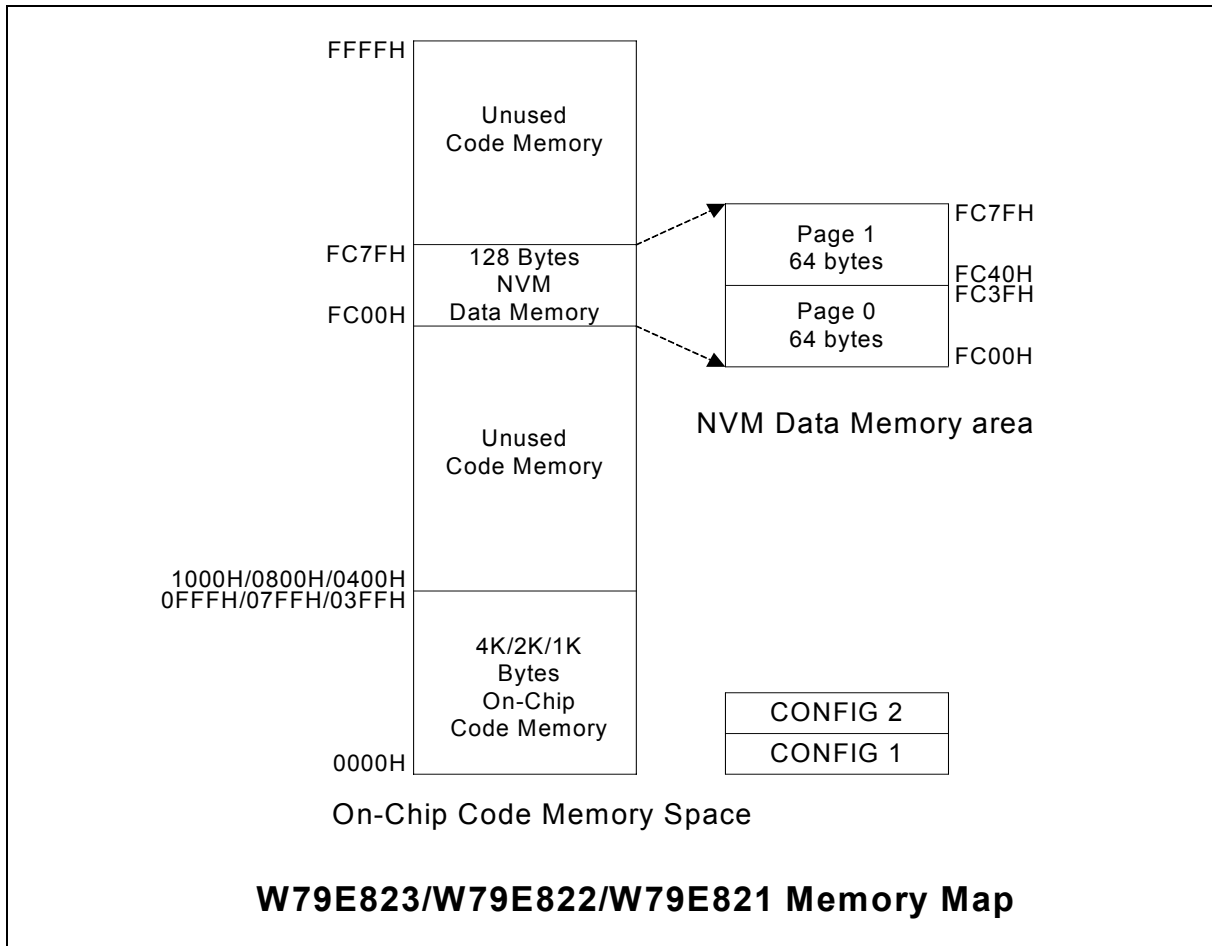 FFFFH
Unused
Code Memory
FC7FH
128 Bytes
NVM
Data Memory
FC00H
Unused
Code Memory
1000H/0800H/0400H
0FFFH/07FFH/03FFH
4K/2K/1K
Bytes
On-Chip
Code Memory
0000H
On-Chip Code Memory Space
FC7FH
Page 1
64 bytes
FC40H
FC3FH
Page 0
64 bytes
FC00H
NVM Data Memory area
CONFIG 2
CONFIG 1
W79E823/W79E822/W79E821 Memory Map